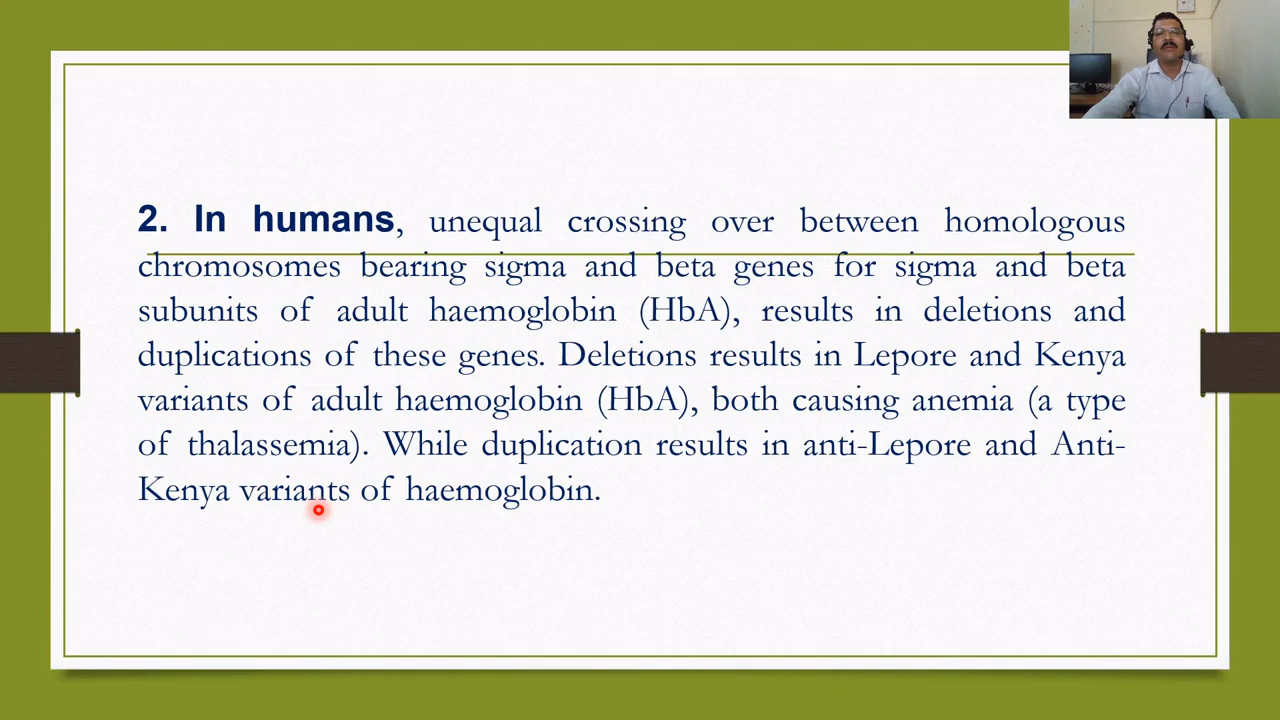 2. In humans, unequal crossing over between homologous
chromosomes bearing sigma and beta genes for sigma and beta
subunits of adult haemoglobin (HbA), results in deletions and
duplications of these genes. Deletions results in Lepore and Kenya
variants of adult haemoglobin (HbA), both causing anemia (a type
of thalassemia). While duplication results in anti-Lepore and Anti-
Kenya variants of haemoglobin.